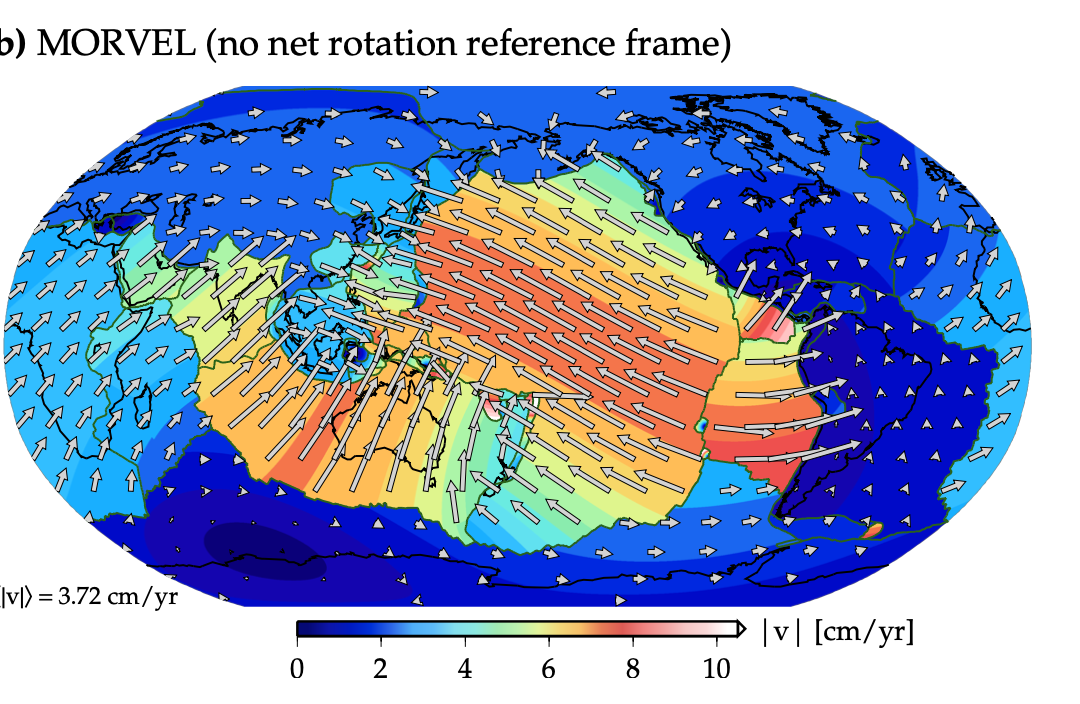 b) MORVEL (no net rotation reference frame)
⟨|v|⟩ = 3.72 cm/yr
|v| [cm/yr]
0 2 4 6 8 10